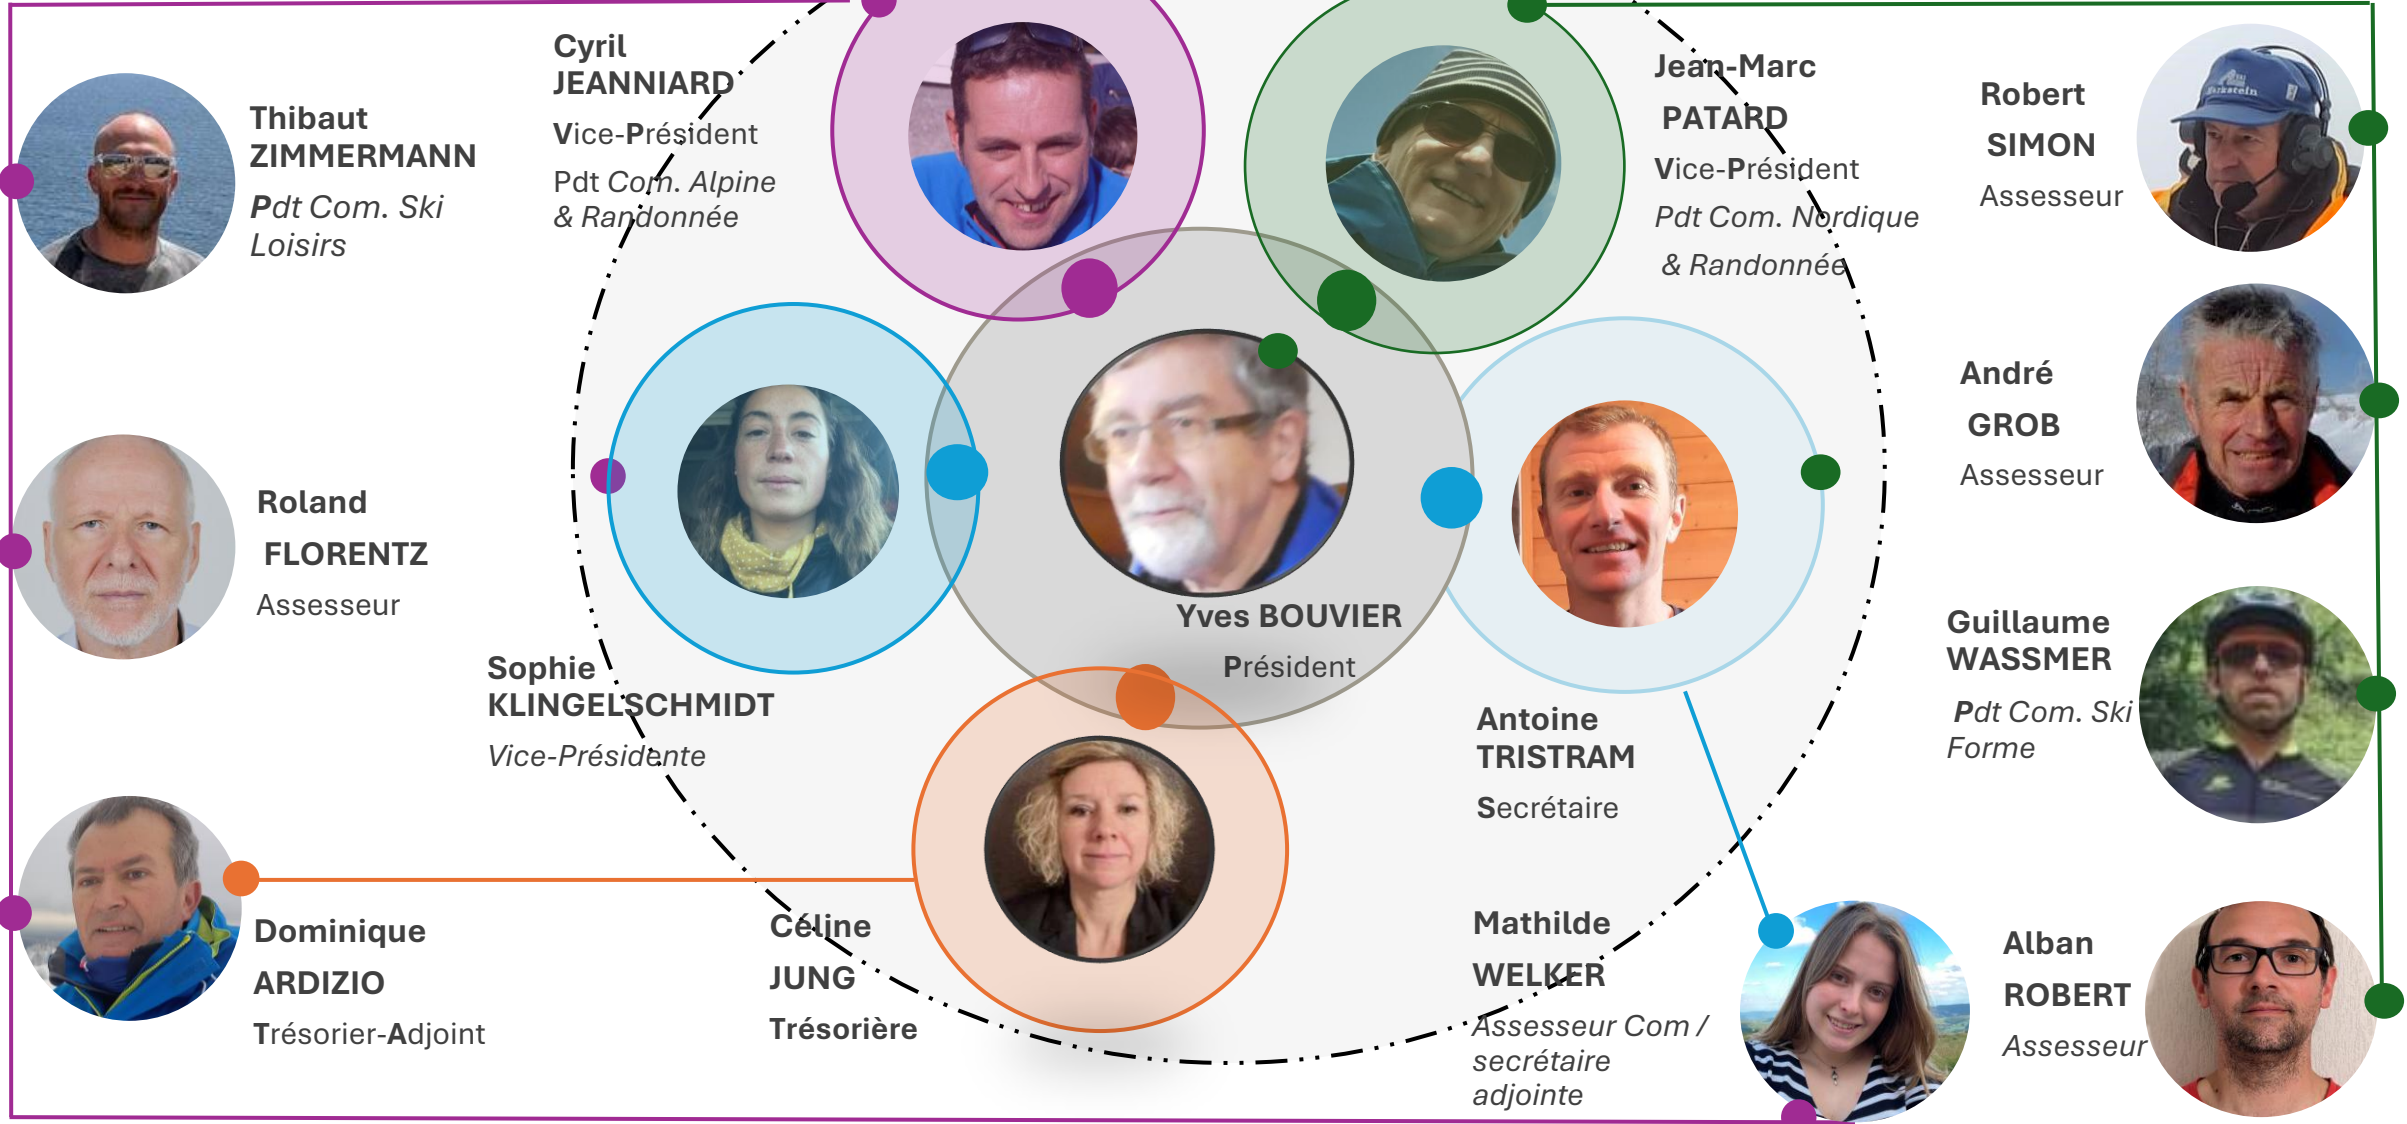 Thibaut
ZIMMERMANN
Pdt Com. Ski
Loisirs
Roland
FLORENTZ
Assesseur
Dominique
ARDIZIO
Trésorier-Adjoint
Cyril
JEANNIARD
Vice-Président
Pdt Com. Alpine
& Randonnée
Sophie
KLINGELSCHMIDT
Vice-Présidente
Céline
JUNG
Trésorière
Yves BOUVIER
Président
Jean-Marc
PATARD
Vice-Président
Pdt Com. Nordique
& Randonnée
Antoine
TRISTRAM
Secrétaire
Mathilde
WELKER
Assesseur Com /
secrétaire
adjointe
Robert
SIMON
Assesseur
André
GROB
Assesseur
Guillaume
WASSMER
Pdt Com. Ski
Forme
Alban
ROBERT
Assesseur